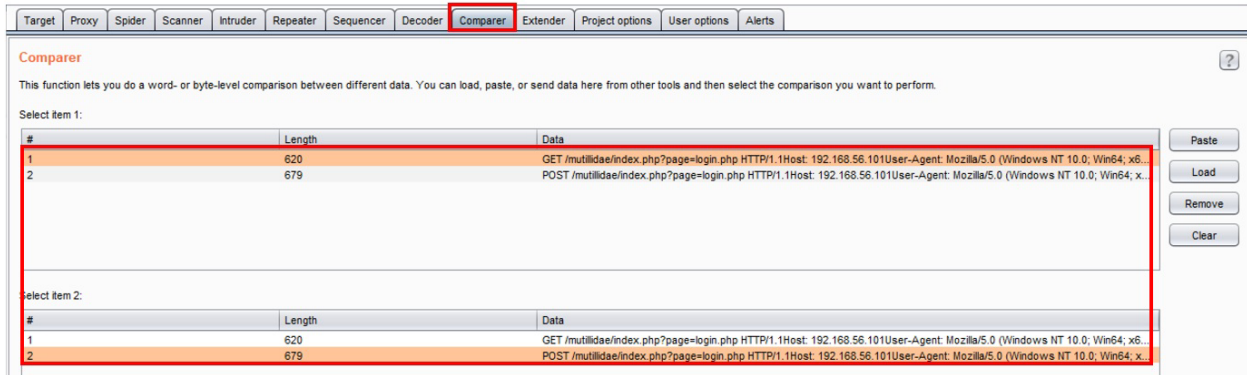 Target Proxy Spider Scanner Intruder Repeater Sequencer Decoder Comparer Extender Project options User options Alerts
Comparer
?
This function lets you do a word- or byte-level comparison between different data. You can load, paste, or send data here from other tools and then select the comparison you want to perform.
Select item 1:
# Length Data
1 620 GET /mutillidae/index.php?page=login.php HTTP/1.1Host: 192.168.56.101User-Agent: Mozilla/5.0 (Windows NT 10.0; Win64; x6...
2 679 POST /mutillidae/index.php?page=login.php HTTP/1.1Host: 192.168.56.101User-Agent: Mozilla/5.0 (Windows NT 10.0; Win64; x...
Paste
Load
Remove
Clear
Select item 2:
# Length Data
1 620 GET /mutillidae/index.php?page=login.php HTTP/1.1Host: 192.168.56.101User-Agent: Mozilla/5.0 (Windows NT 10.0; Win64; x6...
2 679 POST /mutillidae/index.php?page=login.php HTTP/1.1Host: 192.168.56.101User-Agent: Mozilla/5.0 (Windows NT 10.0; Win64; x...